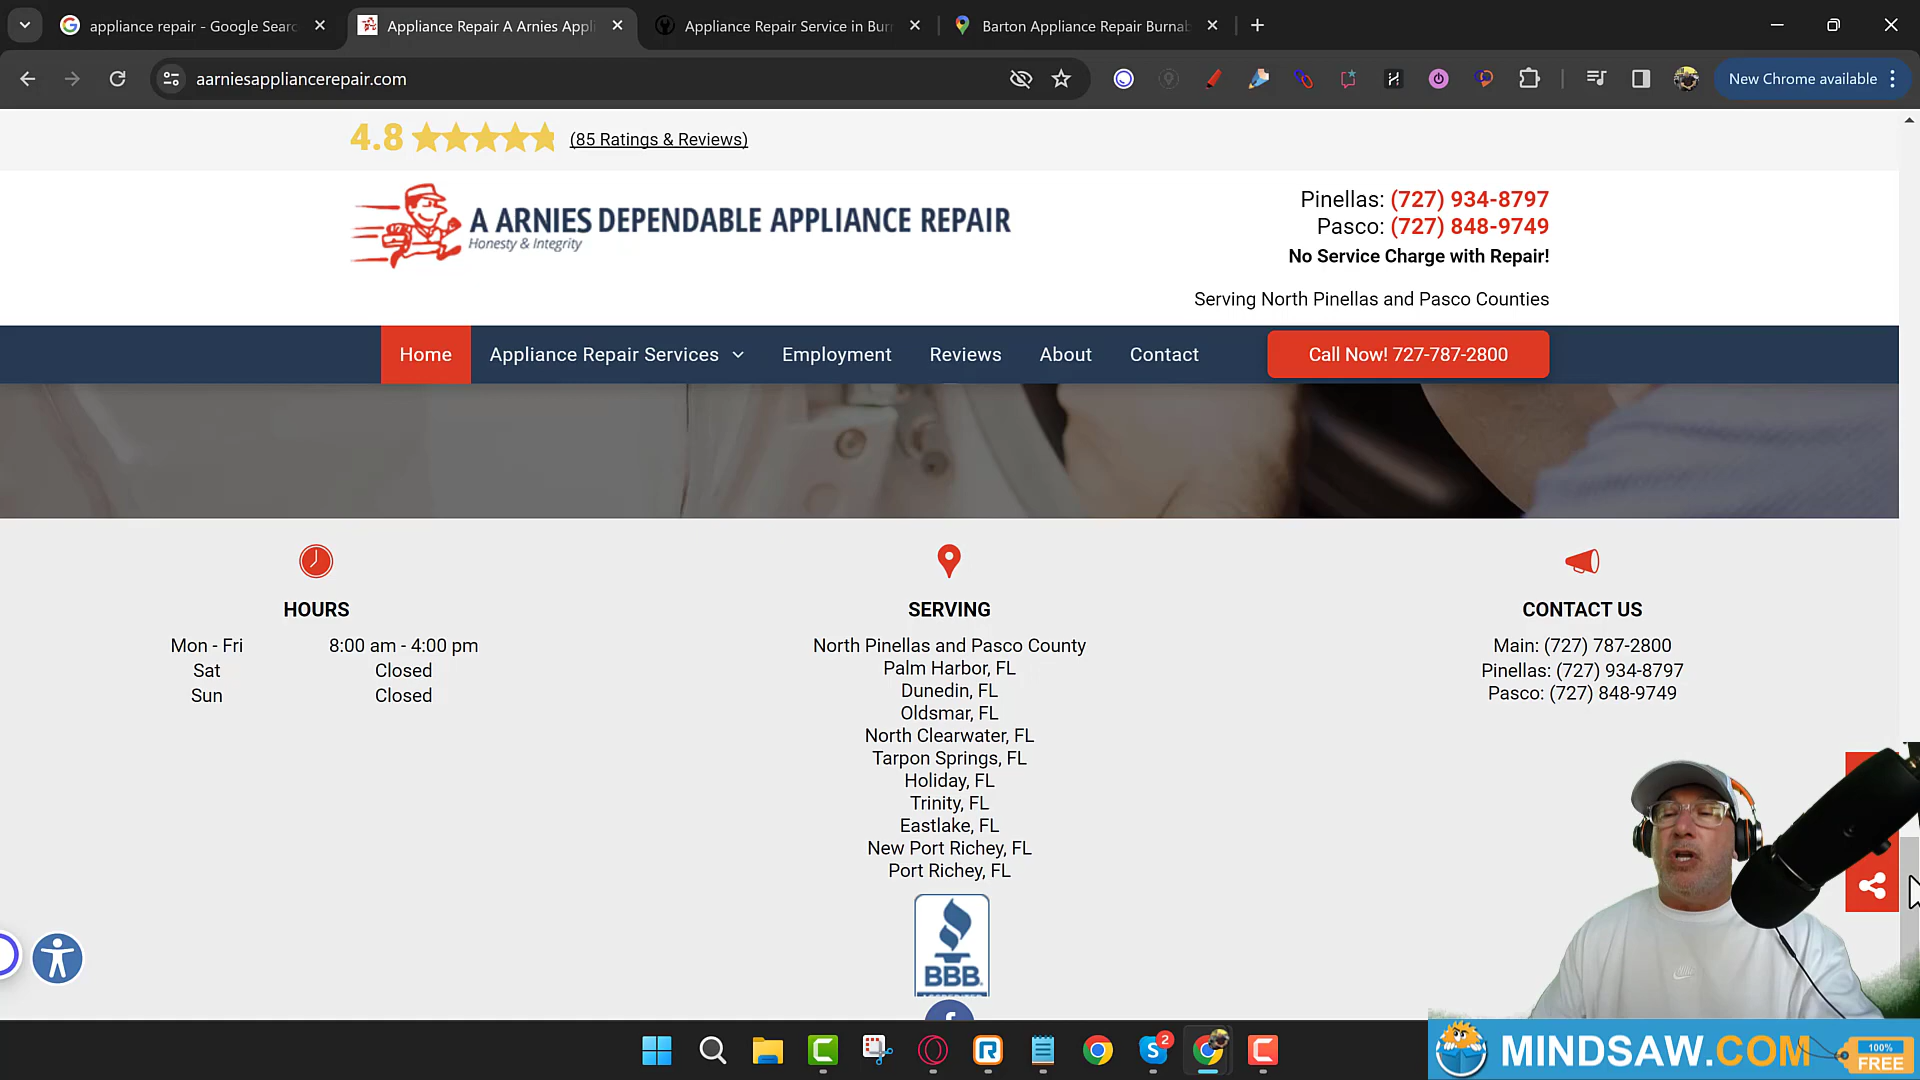 appliance repair - Google Searc
Appliance Repair A Arnies Appl
Appliance Repair Service in Bur
Barton Appliance Repair Burnab
aarniesappliancerepair.com
New Chrome available
4.8 (85 Ratings & Reviews)
A ARNIES DEPENDABLE APPLIANCE REPAIR
Honesty & Integrity
Pinellas: (727) 934-8797
Pasco: (727) 848-9749
No Service Charge with Repair!
Serving North Pinellas and Pasco Counties
Home Appliance Repair Services Employment Reviews About Contact Call Now! 727-787-2800
HOURS
Mon - Fri 8:00 am - 4:00 pm
Sat Closed
Sun Closed
SERVING
North Pinellas and Pasco County
Palm Harbor, FL
Dunedin, FL
Oldsmar, FL
North Clearwater, FL
Tarpon Springs, FL
Holiday, FL
Trinity, FL
Eastlake, FL
New Port Richey, FL
Port Richey, FL
BBB
CONTACT US
Main: (727) 787-2800
Pinellas: (727) 934-8797
Pasco: (727) 848-9749
2
MINDSAW.COM
100%
FREE